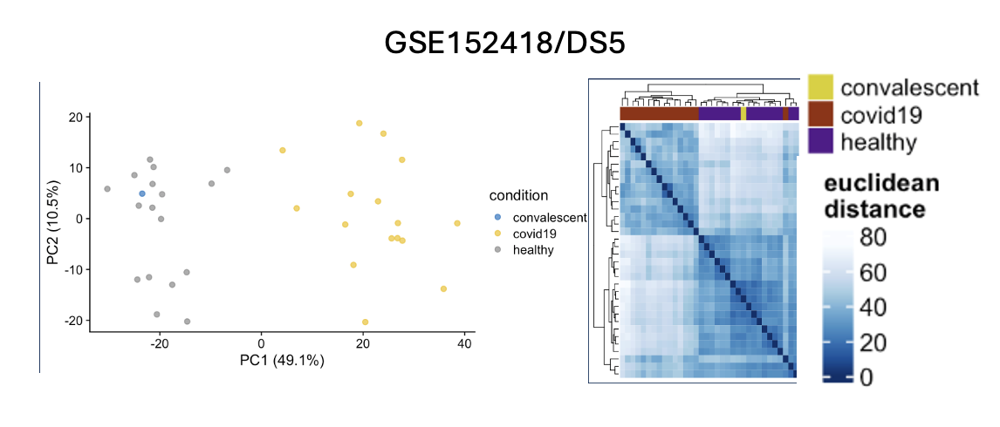 GSE152418/DS5
20
10
0
-10
-20
PC2 (10.5%)
-20
0
20
40
PC1 (49.1%)
condition
convalescent
covid19
healthy
convalescent
covid19
healthy
euclidean
distance
80
60
40
20
0